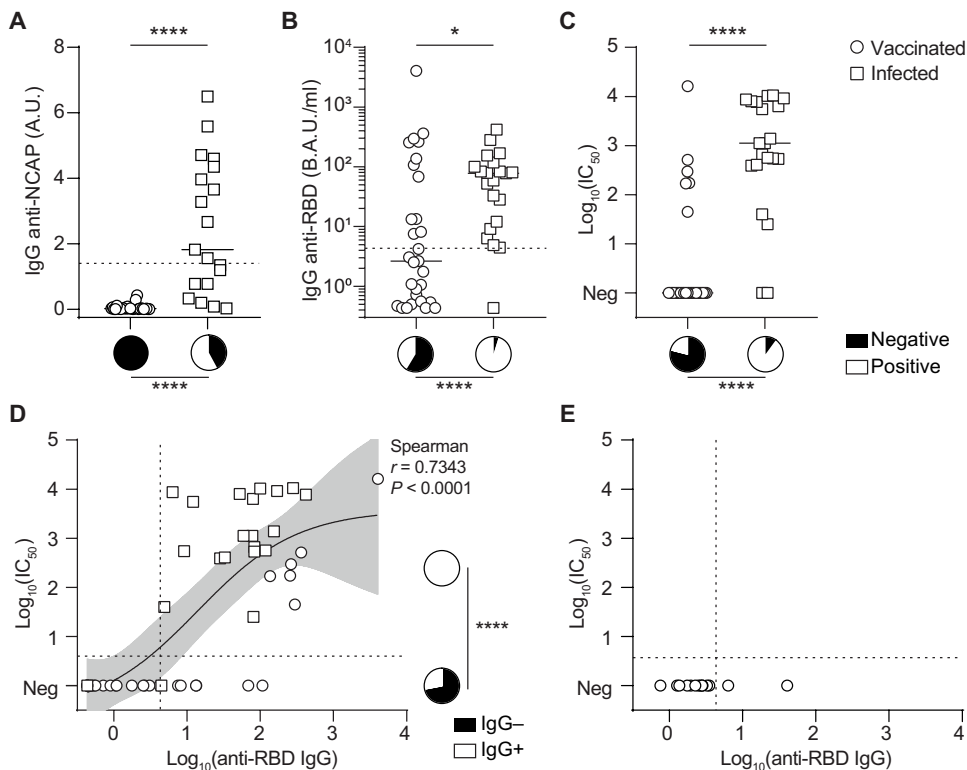 A
****
IgG anti-NCAP (A.U.)
8
6
4
2
0
****
B
*
IgG anti-RBD (B.A.U./ml)
10⁴
10³
10²
10¹
10⁰
****
C
****
Log₁₀(IC₅₀)
5
4
3
2
1
Neg
****
Vaccinated
Infected
Negative
Positive
D
Log₁₀(IC₅₀)
5
4
3
2
1
Neg
0 1 2 3 4
Log₁₀(anti-RBD IgG)
Spearman
r = 0.7343
P < 0.0001
****
IgG–
IgG+
E
Log₁₀(IC₅₀)
5
4
3
2
1
Neg
0 1 2 3 4
Log₁₀(anti-RBD IgG)